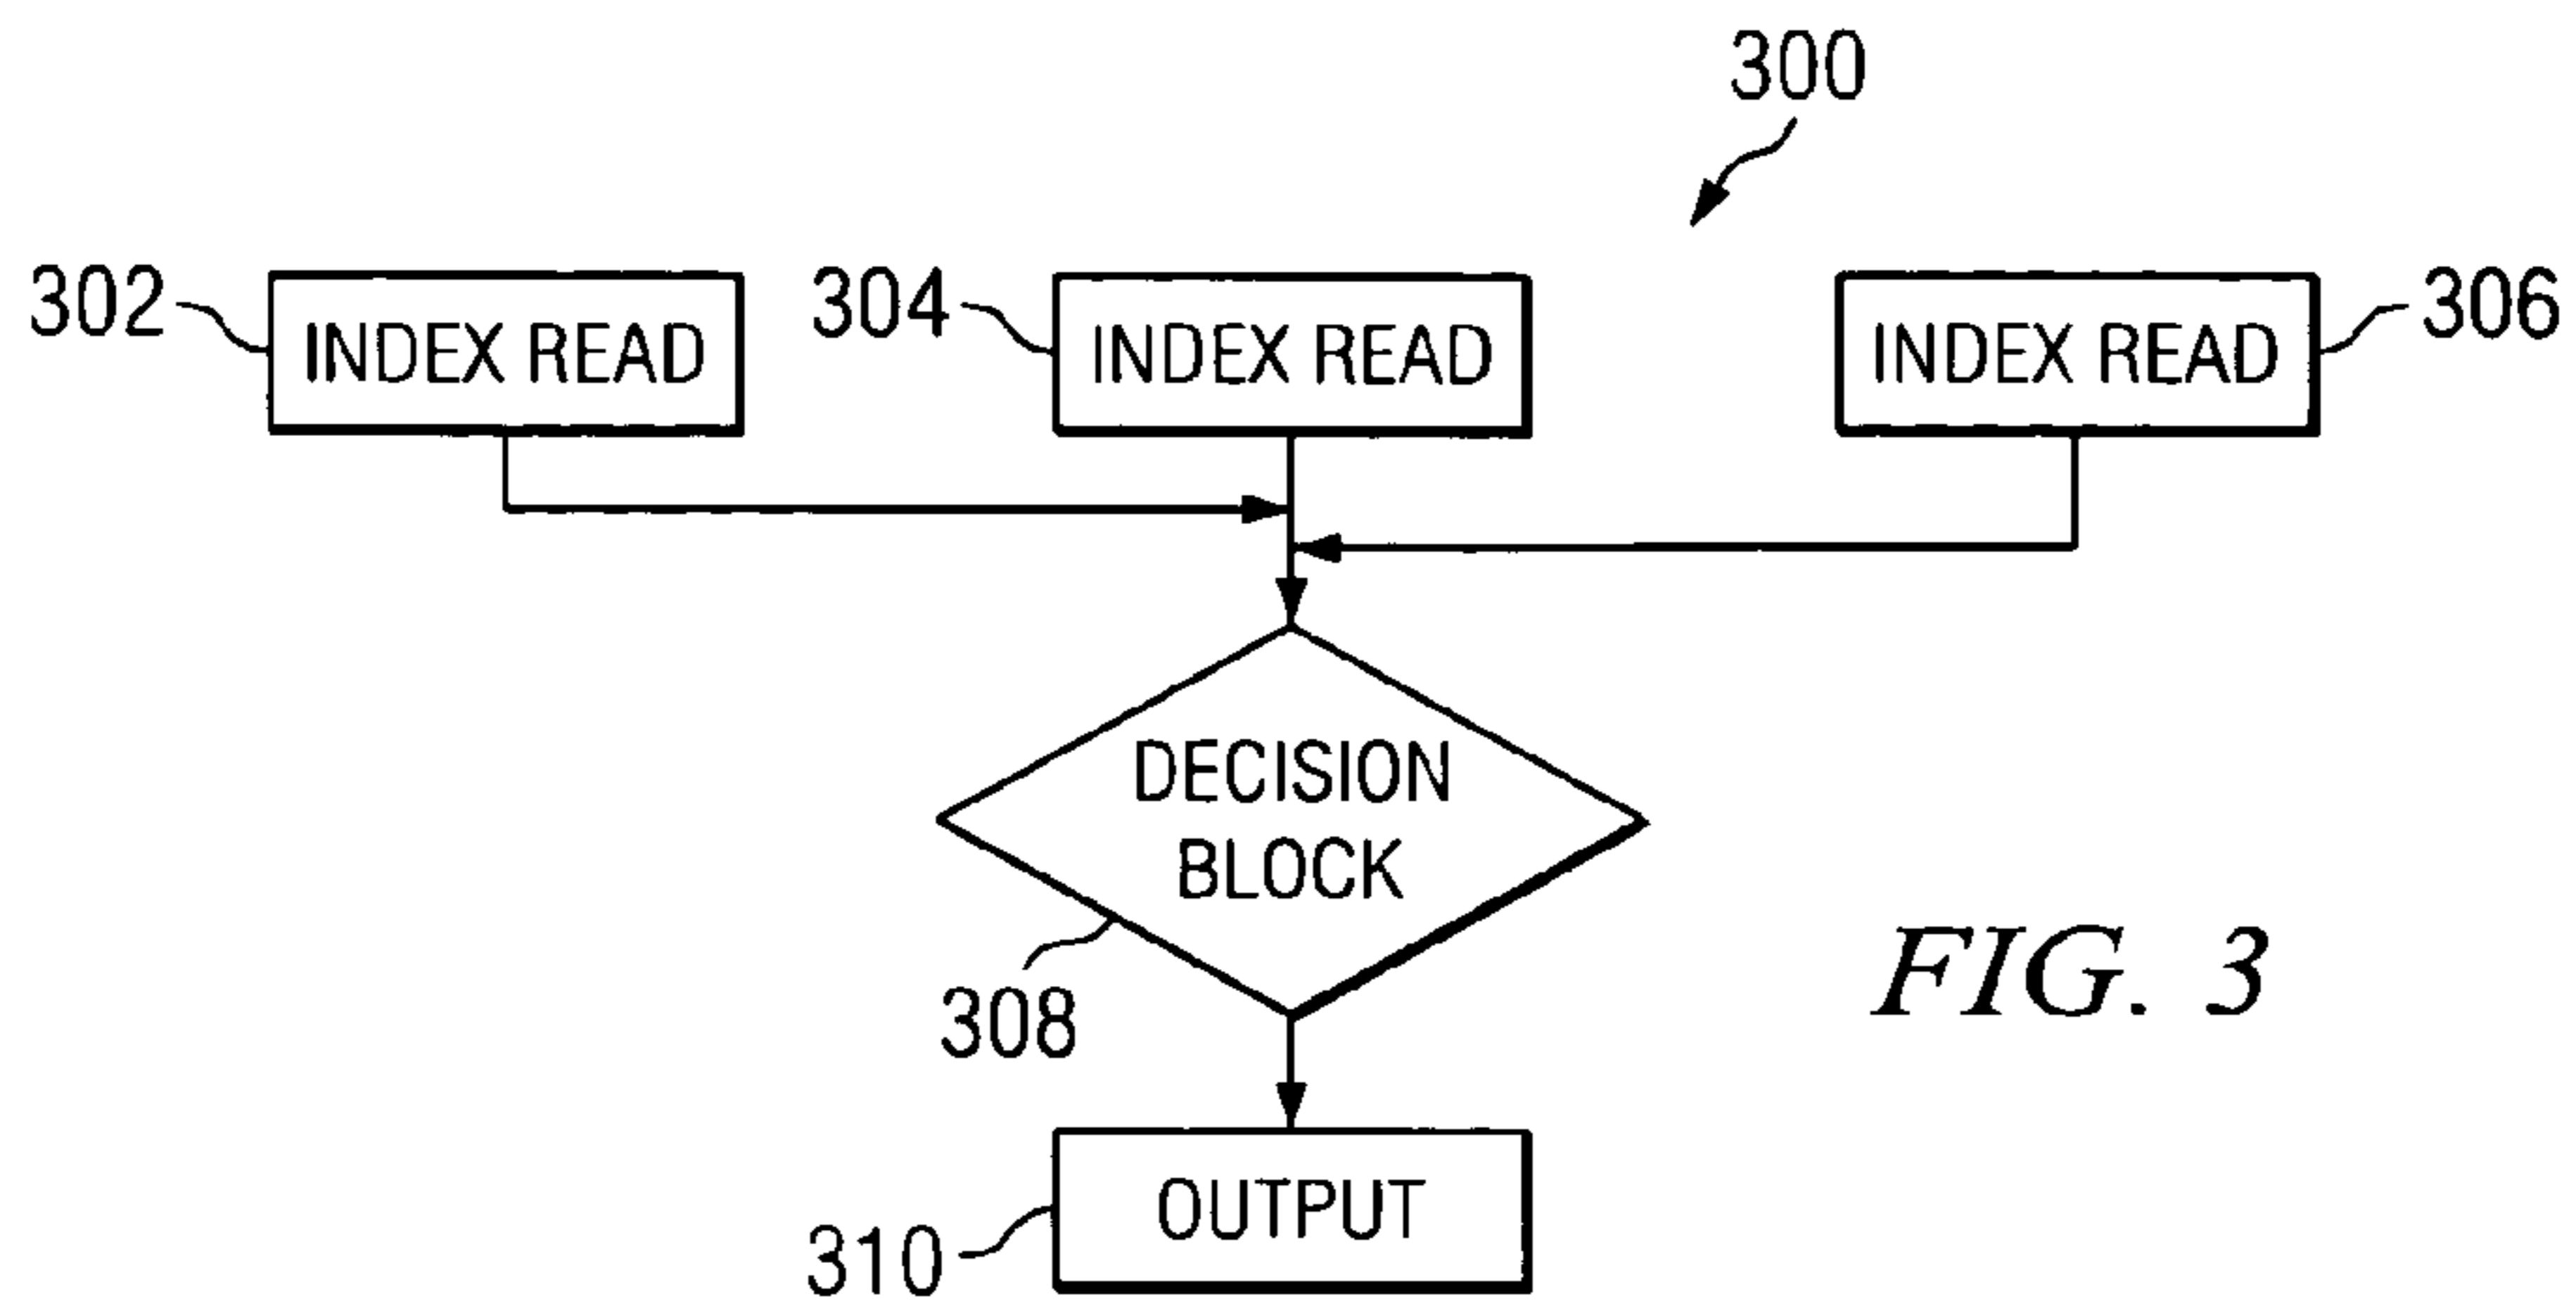 300
302
INDEX READ
304
INDEX READ
INDEX READ
306
DECISION
BLOCK
308
FIG. 3
OUTPUT
310